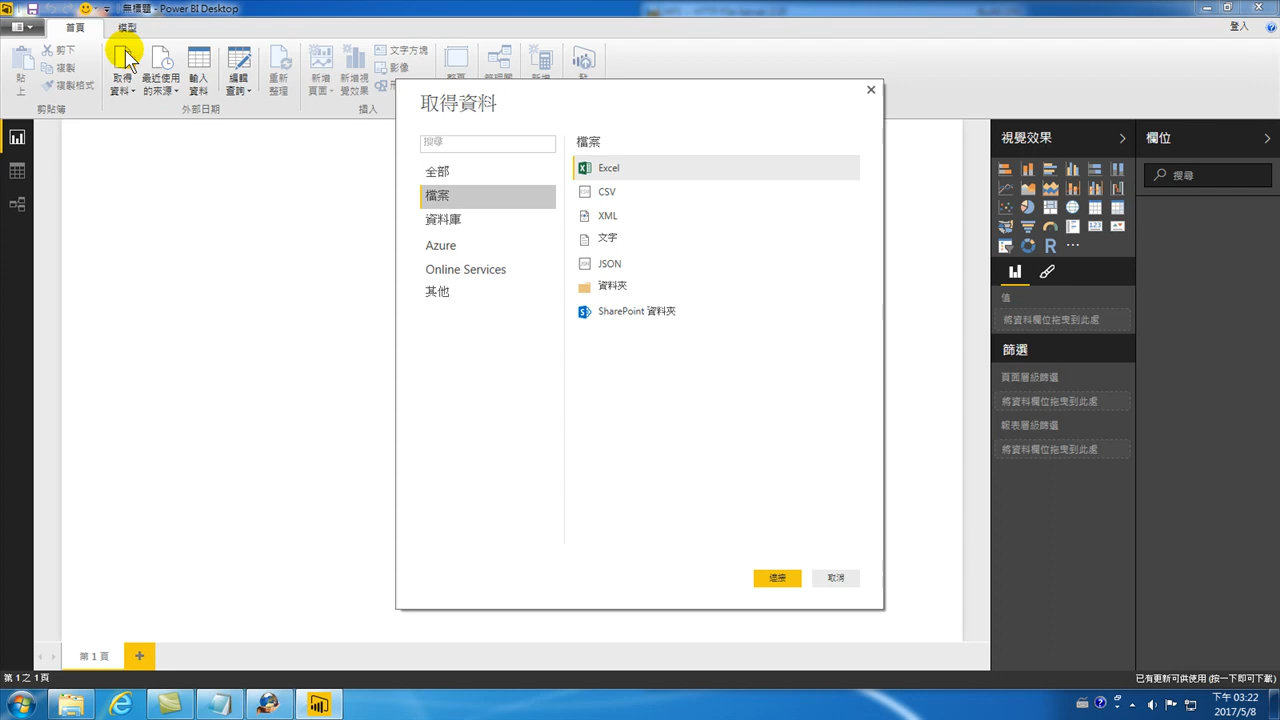 無標題 - Power BI Desktop
首頁
模型
登入
貼上
剪下
複製
複製格式
剪貼簿
取得資料
最近使用的來源
輸入資料
編輯查詢
外部日期
重新整理
新增頁面
新增視覺效果
文字方塊
影像
插入
取得資料
搜尋
全部
檔案
資料庫
Azure
Online Services
其他
檔案
Excel
CSV
XML
文字
JSON
資料夾
SharePoint 資料夾
連接
取消
視覺效果
值
將資料欄位拖曳到此處
篩選
頁面層級篩選
將資料欄位拖曳到此處
報表層級篩選
將資料欄位拖曳到此處
欄位
搜尋
第 1 頁
第 1 之 1 頁
已有更新可供使用 (按一下即可下載)
下午 03:22
2017/5/8